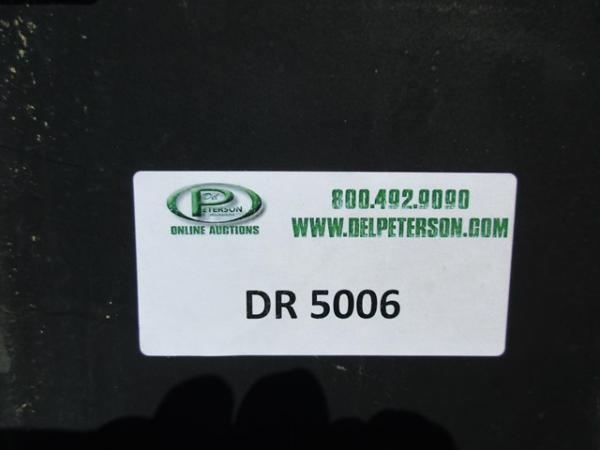 Del
PETERSON
ONLINE AUCTIONS
800.492.9090
WWW.DELPETERSON.COM
DR 5006